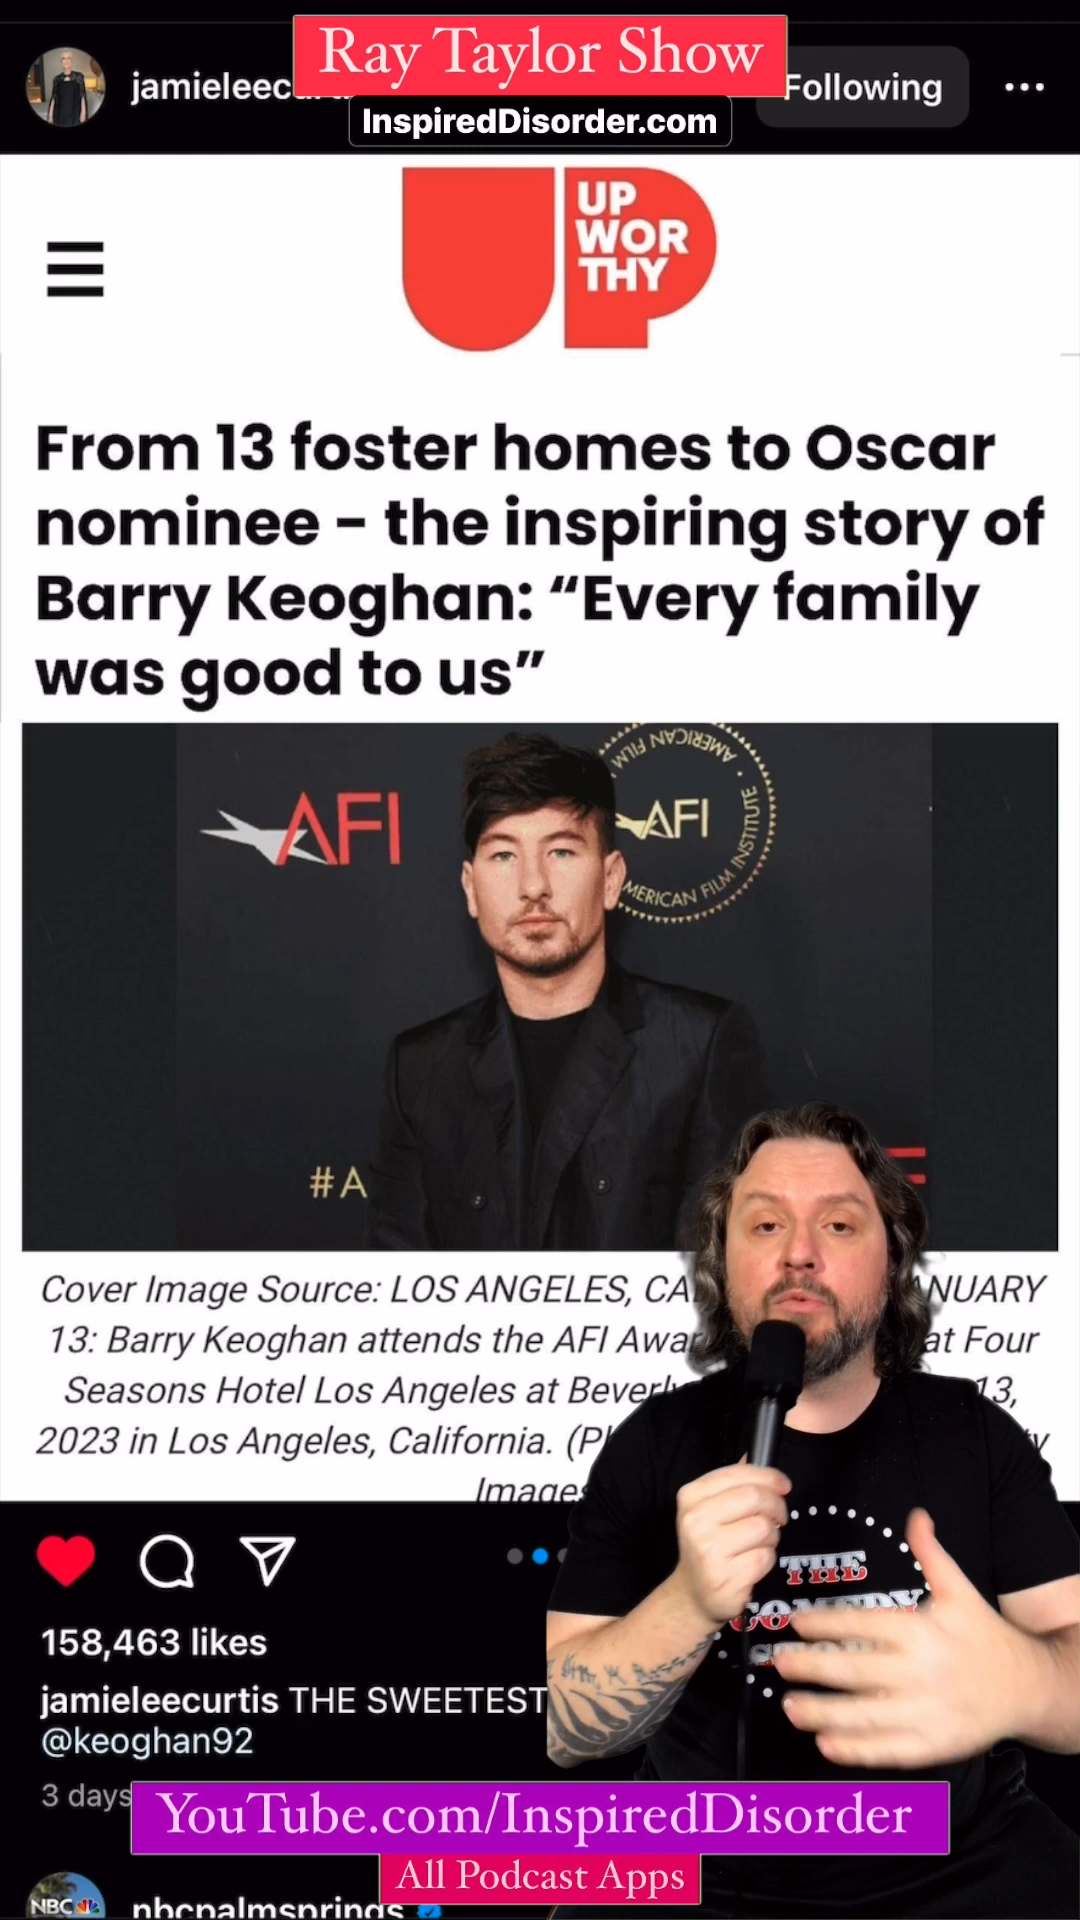 Ray Taylor Show
Following
InspiredDisorder.com
UP
WOR
THY
From 13 foster homes to Oscar
nominee - the inspiring story of
Barry Keoghan: “Every family
was good to us”
AMERICAN FILM INSTITUTE · AMERICAN FILM
AFI
AFI
#A
Cover Image Source: LOS ANGELES, CA
13: Barry Keoghan attends the AFI at Four
Seasons Hotel Los Angeles at 13,
2023 in Los Angeles, California.
Images
158,463 likes
jamieleecurtis THE SWEETEST
@keoghan92
3 days
THE
COMEDY
YouTube.com/InspiredDisorder
All Podcast Apps
NBC
nbcpalmsprings